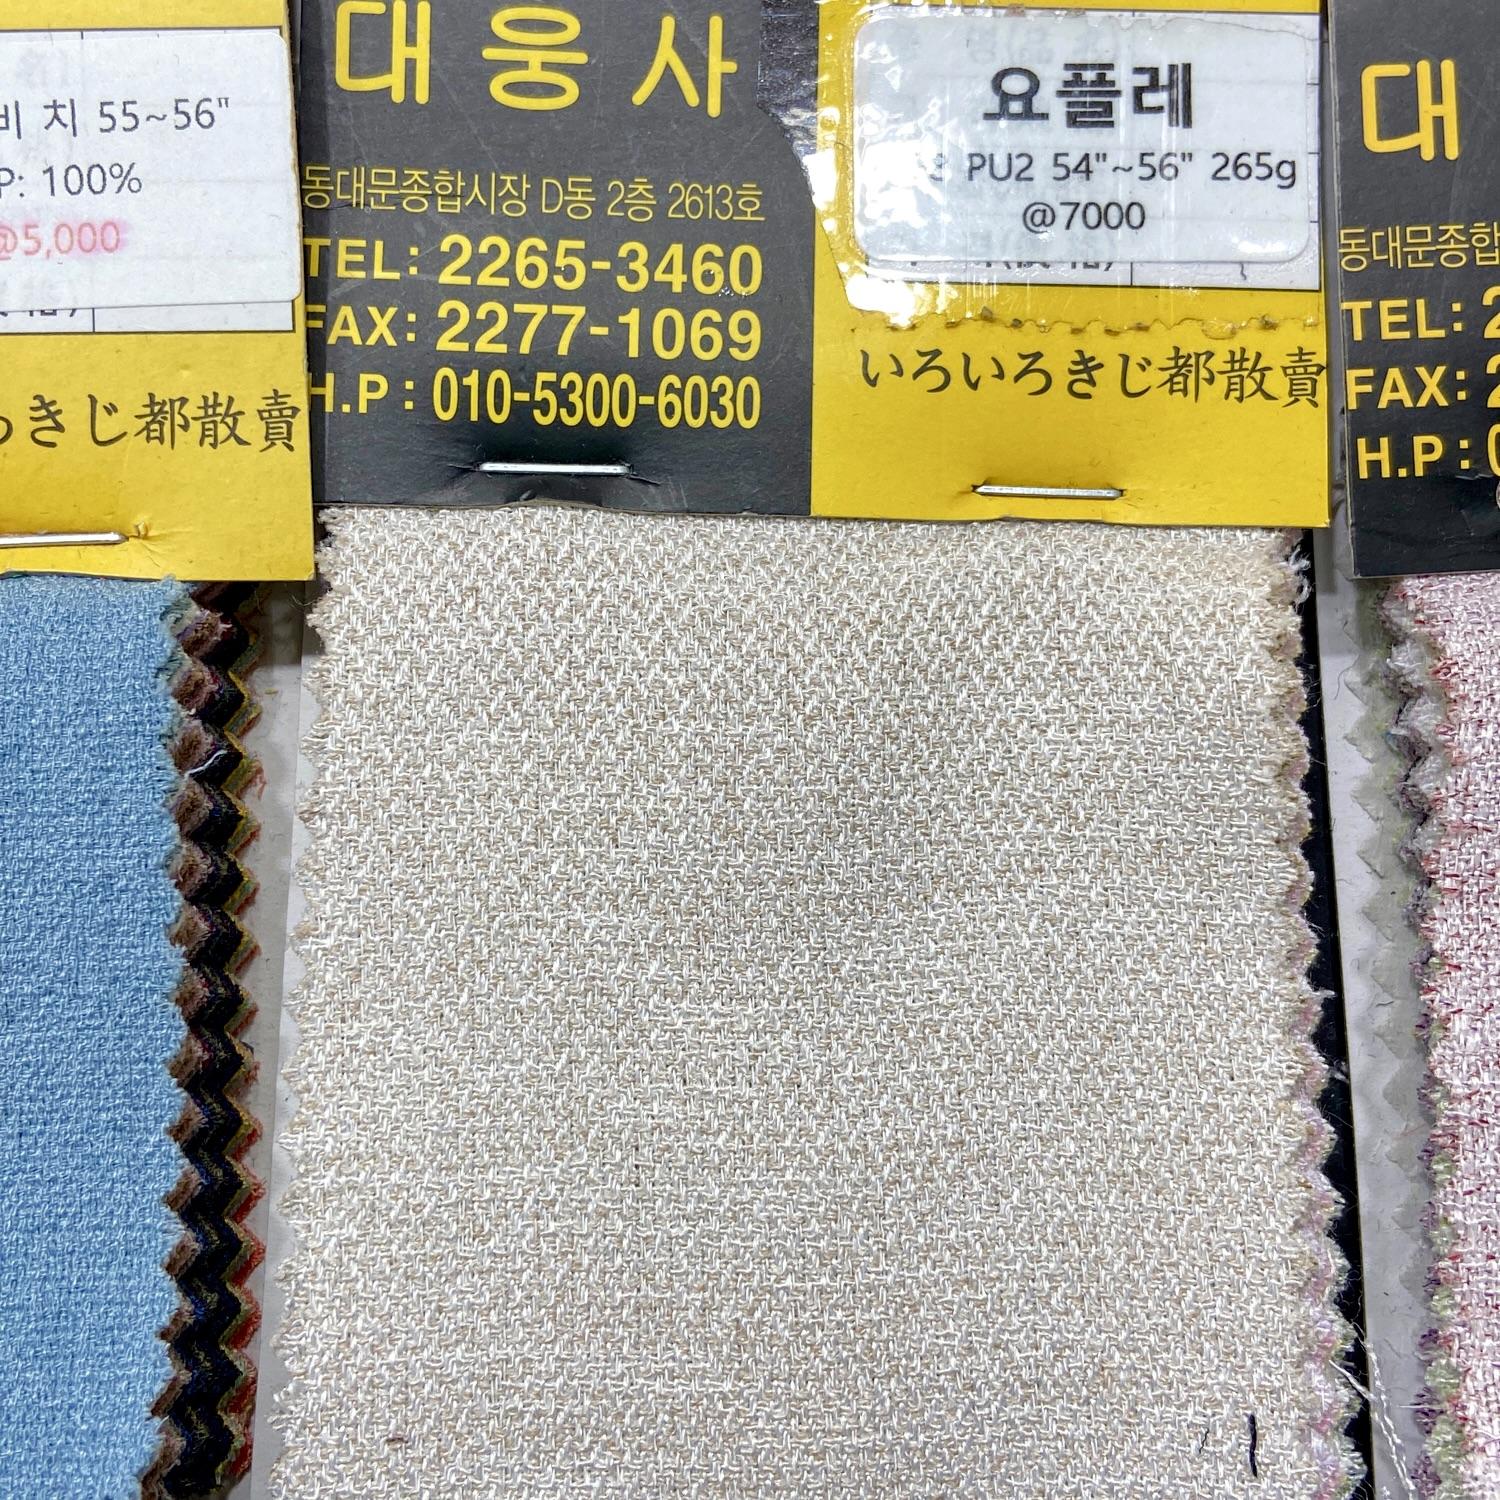 비 치 55~56"
P: 100%
@5,000
きじ都散賣
대웅사
동대문종합시장 D동 2층 2613호
TEL: 2265-3460
FAX: 2277-1069
H.P: 010-5300-6030
요플레
PU2 54"~56" 265g
@7000
いろいろきじ都散賣
대
동대문종합
TEL: 2
FAX: 2
H.P: 0